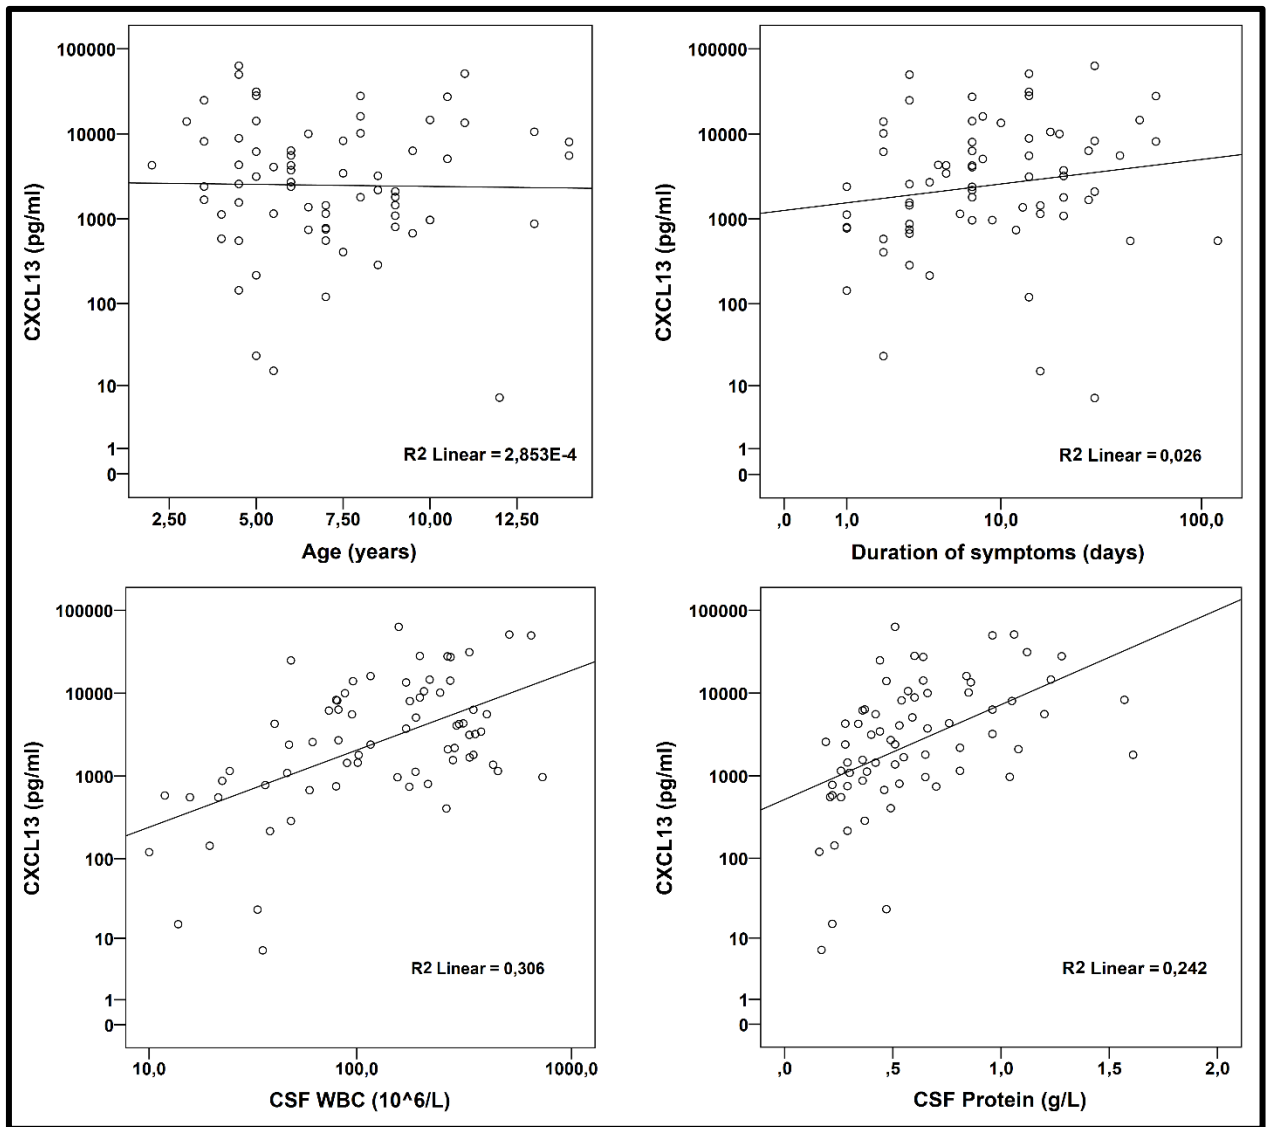 100000
10000
1000
100
10
1
0
CXCL13 (pg/ml)
R2 Linear = 2,853E-4
2,50 5,00 7,50 10,00 12,50
Age (years)
100000
10000
1000
100
10
1
0
CXCL13 (pg/ml)
R2 Linear = 0,026
,0 1,0 10,0 100,0
Duration of symptoms (days)
100000
10000
1000
100
10
1
0
CXCL13 (pg/ml)
R2 Linear = 0,306
10,0 100,0 1000,0
CSF WBC (10^6/L)
100000
10000
1000
100
10
1
0
CXCL13 (pg/ml)
R2 Linear = 0,242
,0 ,5 1,0 1,5 2,0
CSF Protein (g/L)